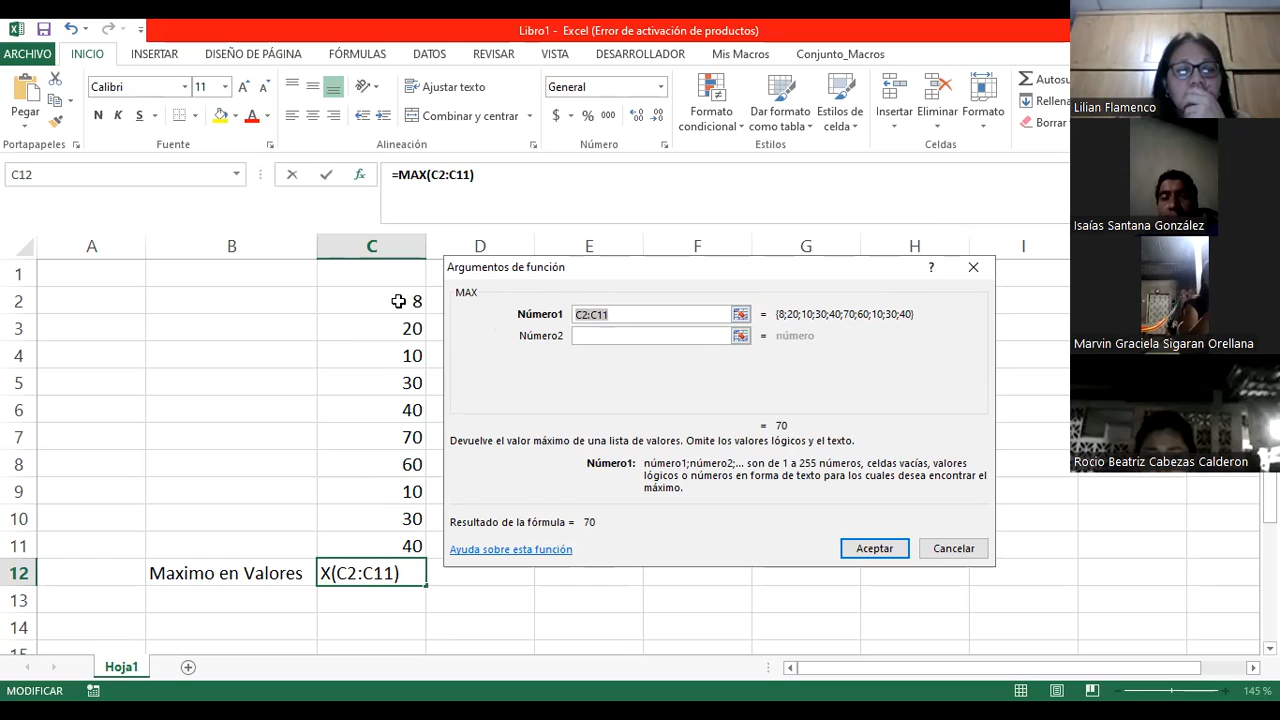 Libro1 - Excel (Error de activación de productos)
ARCHIVO INICIO INSERTAR DISEÑO DE PÁGINA FÓRMULAS DATOS REVISAR VISTA DESARROLLADOR Mis Macros Conjunto_Macros
Pegar
Calibri 11
N K S
Ajustar texto
Combinar y centrar
General
$ % 000
Formato condicional
Dar formato como tabla
Estilos de celda
Insertar
Eliminar
Formato
Autosu
Rellena
Borrar
Portapapeles Fuente Alineación Número Estilos Celdas
C12 fx =MAX(C2:C11)
A B C D E F G H I
1
2 8
3 20
4 10
5 30
6 40
7 70
8 60
9 10
10 30
11 40
12 Maximo en Valores X(C2:C11)
13
14
Argumentos de función ?
MAX
Número1 C2:C11 = {8;20;10;30;40;70;60;10;30;40}
Número2 = número
= 70
Devuelve el valor máximo de una lista de valores. Omite los valores lógicos y el texto.
Número1: número1;número2;... son de 1 a 255 números, celdas vacías, valores
lógicos o números en forma de texto para los cuales desea encontrar el
máximo.
Resultado de la fórmula = 70
Ayuda sobre esta función
Aceptar Cancelar
Hoja1
MODIFICAR 145 %
Lilian Flamenco
Isaías Santana González
Marvin Graciela Sigaran Orellana
Rocio Beatriz Cabezas Calderon